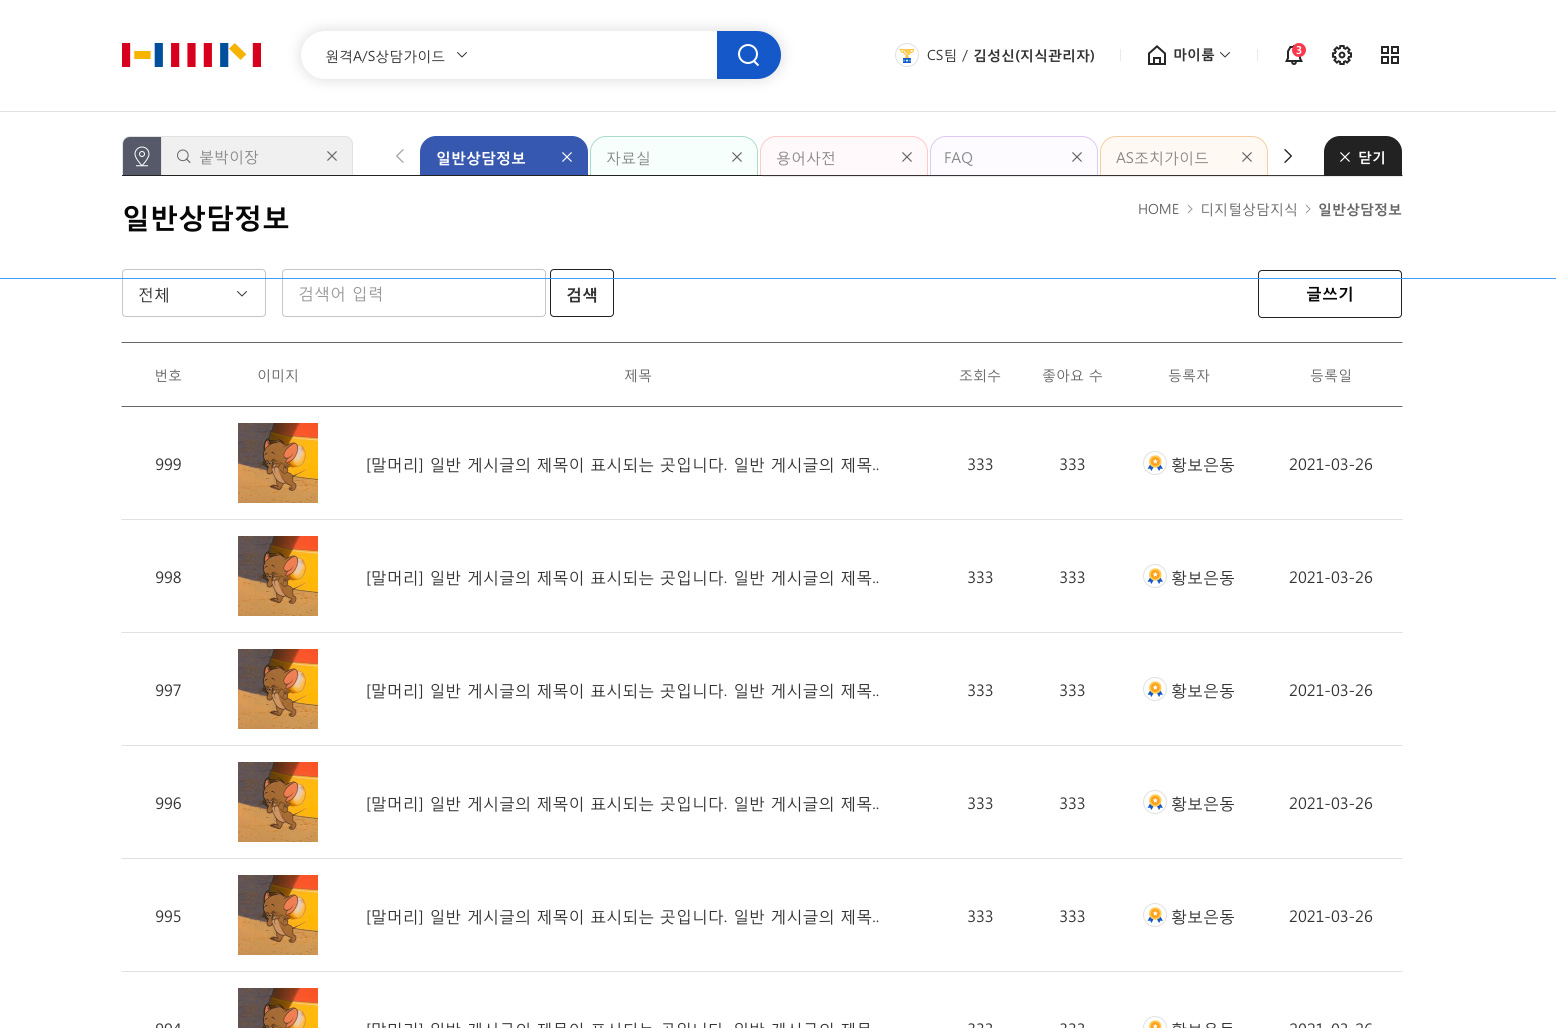 원격A/S상담가이드
CS팀 / 김성신(지식관리자)
마이룸
3
붙박이장
일반상담정보
자료실
용어사전
FAQ
AS조치가이드
닫기
일반상담정보
HOME > 디지털상담지식 > 일반상담정보
전체
검색어 입력
검색
글쓰기
번호 이미지 제목 조회수 좋아요 수 등록자 등록일
999 [말머리] 일반 게시글의 제목이 표시되는 곳입니다. 일반 게시글의 제목.. 333 333 황보은동 2021-03-26
998 [말머리] 일반 게시글의 제목이 표시되는 곳입니다. 일반 게시글의 제목.. 333 333 황보은동 2021-03-26
997 [말머리] 일반 게시글의 제목이 표시되는 곳입니다. 일반 게시글의 제목.. 333 333 황보은동 2021-03-26
996 [말머리] 일반 게시글의 제목이 표시되는 곳입니다. 일반 게시글의 제목.. 333 333 황보은동 2021-03-26
995 [말머리] 일반 게시글의 제목이 표시되는 곳입니다. 일반 게시글의 제목.. 333 333 황보은동 2021-03-26